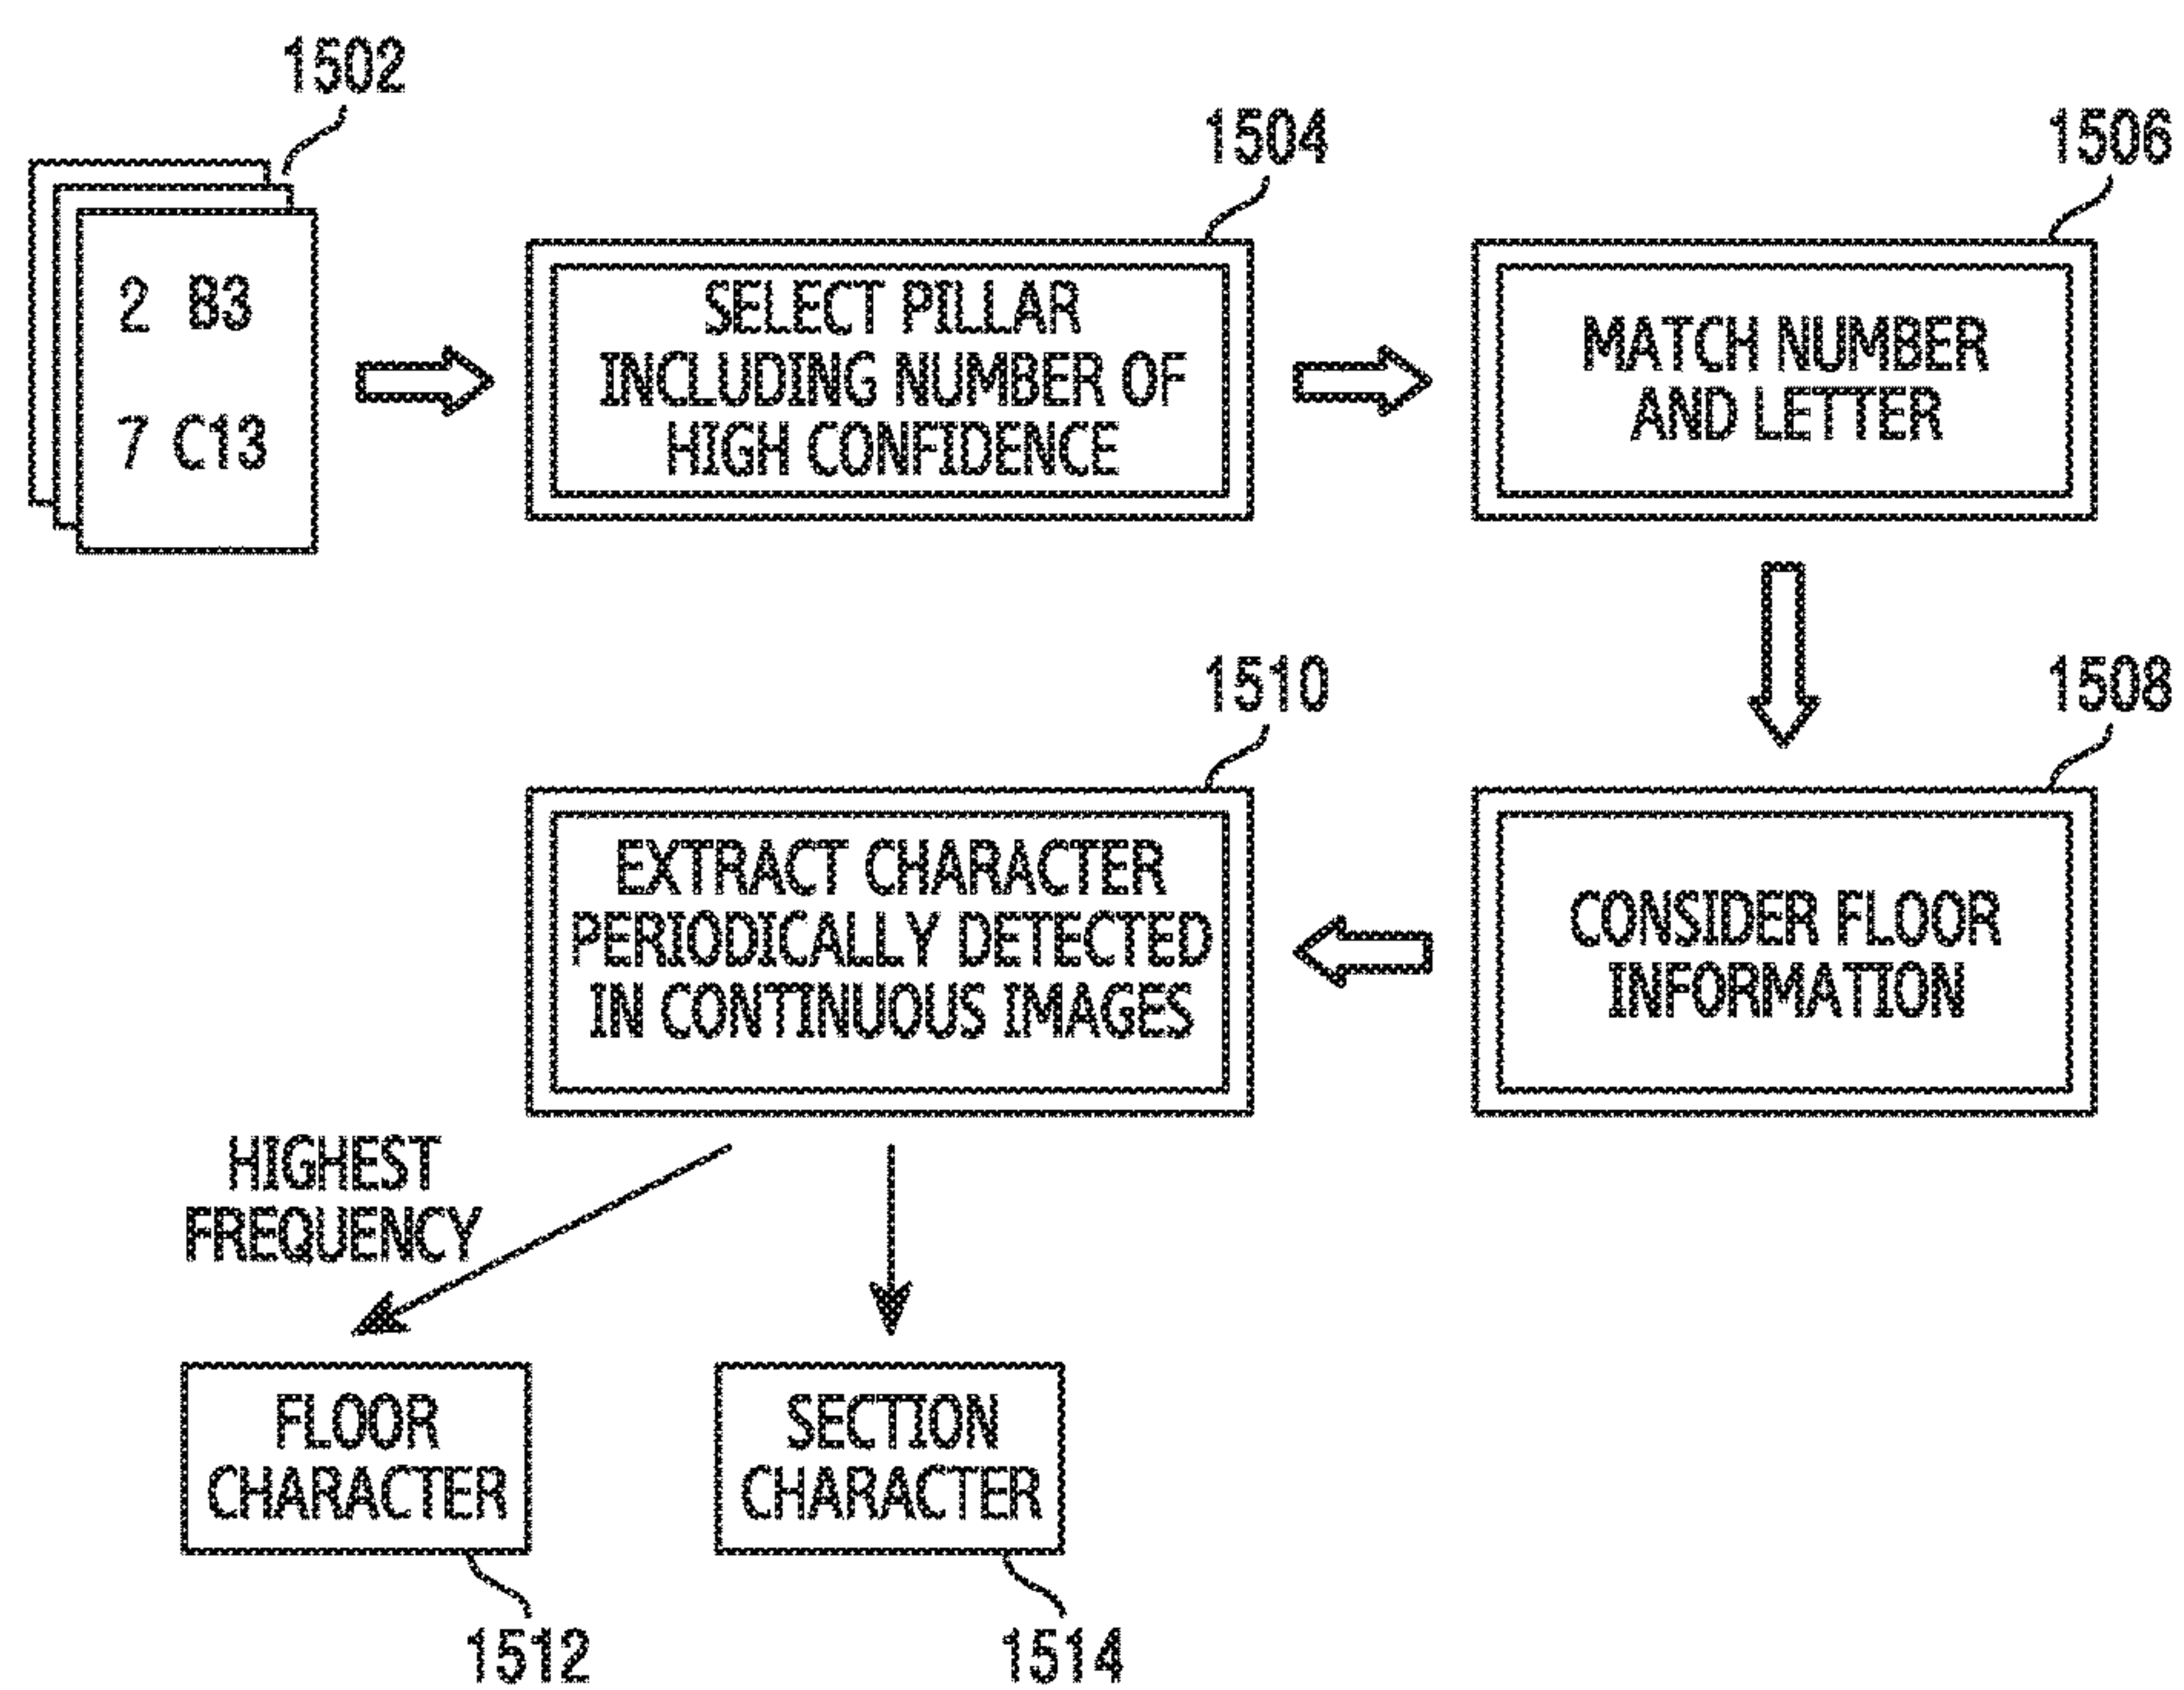 1502
2 B3
7 C13
1504
SELECT PILLAR
INCLUDING NUMBER OF
HIGH CONFIDENCE
1506
MATCH NUMBER
AND LETTER
1508
CONSIDER FLOOR
INFORMATION
1510
EXTRACT CHARACTER
PERIODICALLY DETECTED
IN CONTINUOUS IMAGES
HIGHEST
FREQUENCY
FLOOR
CHARACTER
1512
SECTION
CHARACTER
1514